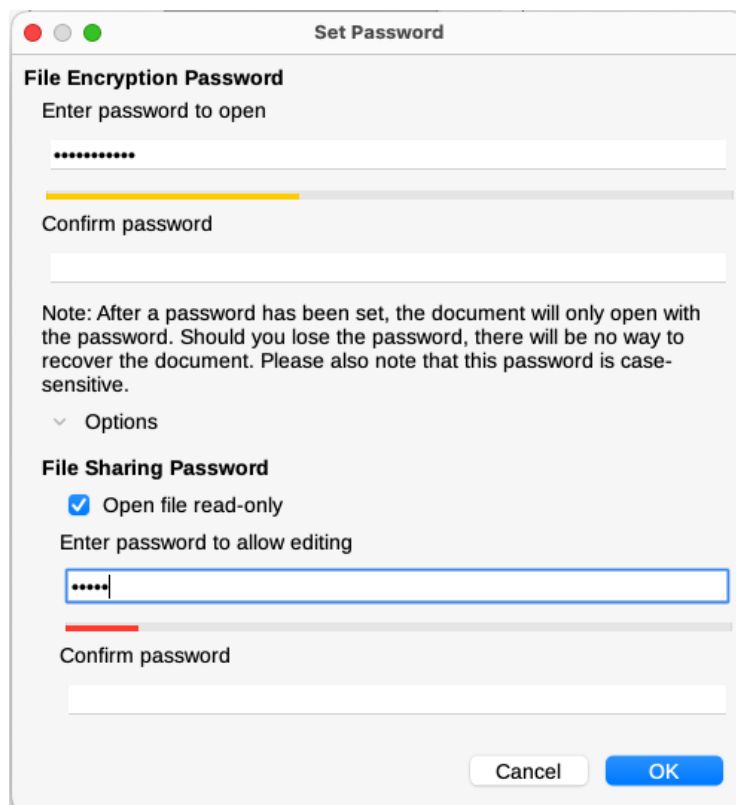 Set Password
File Encryption Password
Enter password to open
•••••••••••
Confirm password
Note: After a password has been set, the document will only open with
the password. Should you lose the password, there will be no way to
recover the document. Please also note that this password is case-
sensitive.
Options
File Sharing Password
Open file read-only
Enter password to allow editing
•••••
Confirm password
Cancel OK